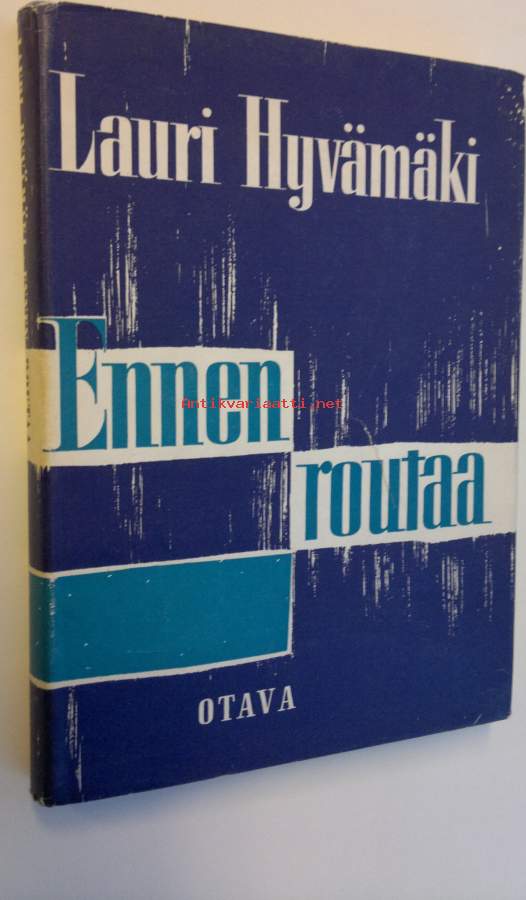 Lauri Hyvämäki
Ennen
Antikvariaatti.net
routaa
OTAVA